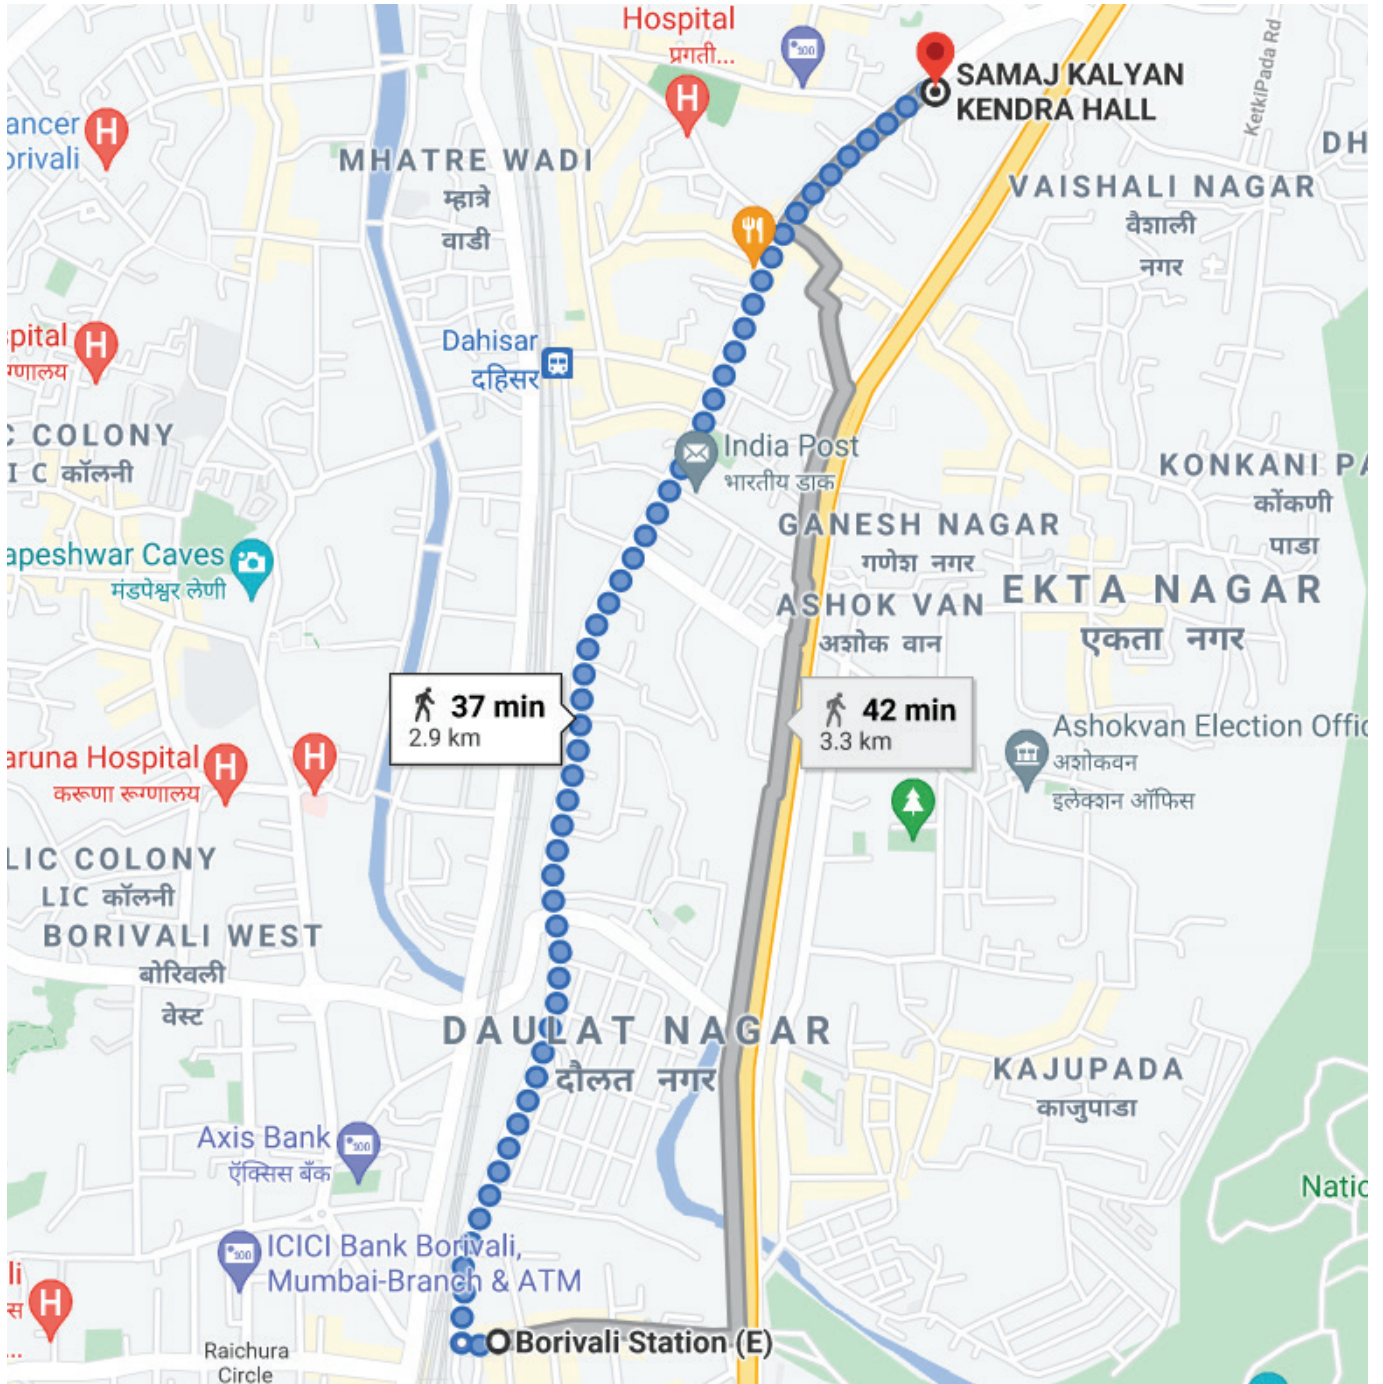 Hospital
प्रगती...
SAMAJ KALYAN
KENDRA HALL
KetkiPada Rd
ancer
orivali
MHATRE WADI
म्हात्रे
वाडी
DH
VAISHALI NAGAR
वैशाली
नगर
spital
ग्णालय
Dahisar
दहिसर
C COLONY
I C कॉलनी
India Post
भारतीय डाक
KONKANI PA
कोंकणी
पाडा
GANESH NAGAR
गणेश नगर
apeshwar Caves
मंडपेश्वर लेणी
ASHOK VAN
अशोक वान
EKTA NAGAR
एकता नगर
37 min
2.9 km
42 min
3.3 km
Ashokvan Election Offic
अशोकवन
इलेक्शन ऑफिस
aruna Hospital
करूणा रूग्णालय
LIC COLONY
LIC कॉलनी
BORIVALI WEST
बोरिवली
वेस्ट
DAULAT NAGAR
दौलत नगर
KAJUPADA
काजुपाडा
Axis Bank
ऍक्सिस बँक
Natio
ICICI Bank Borivali,
Mumbai-Branch & ATM
li
स
...
Borivali Station (E)
Raichura
Circle